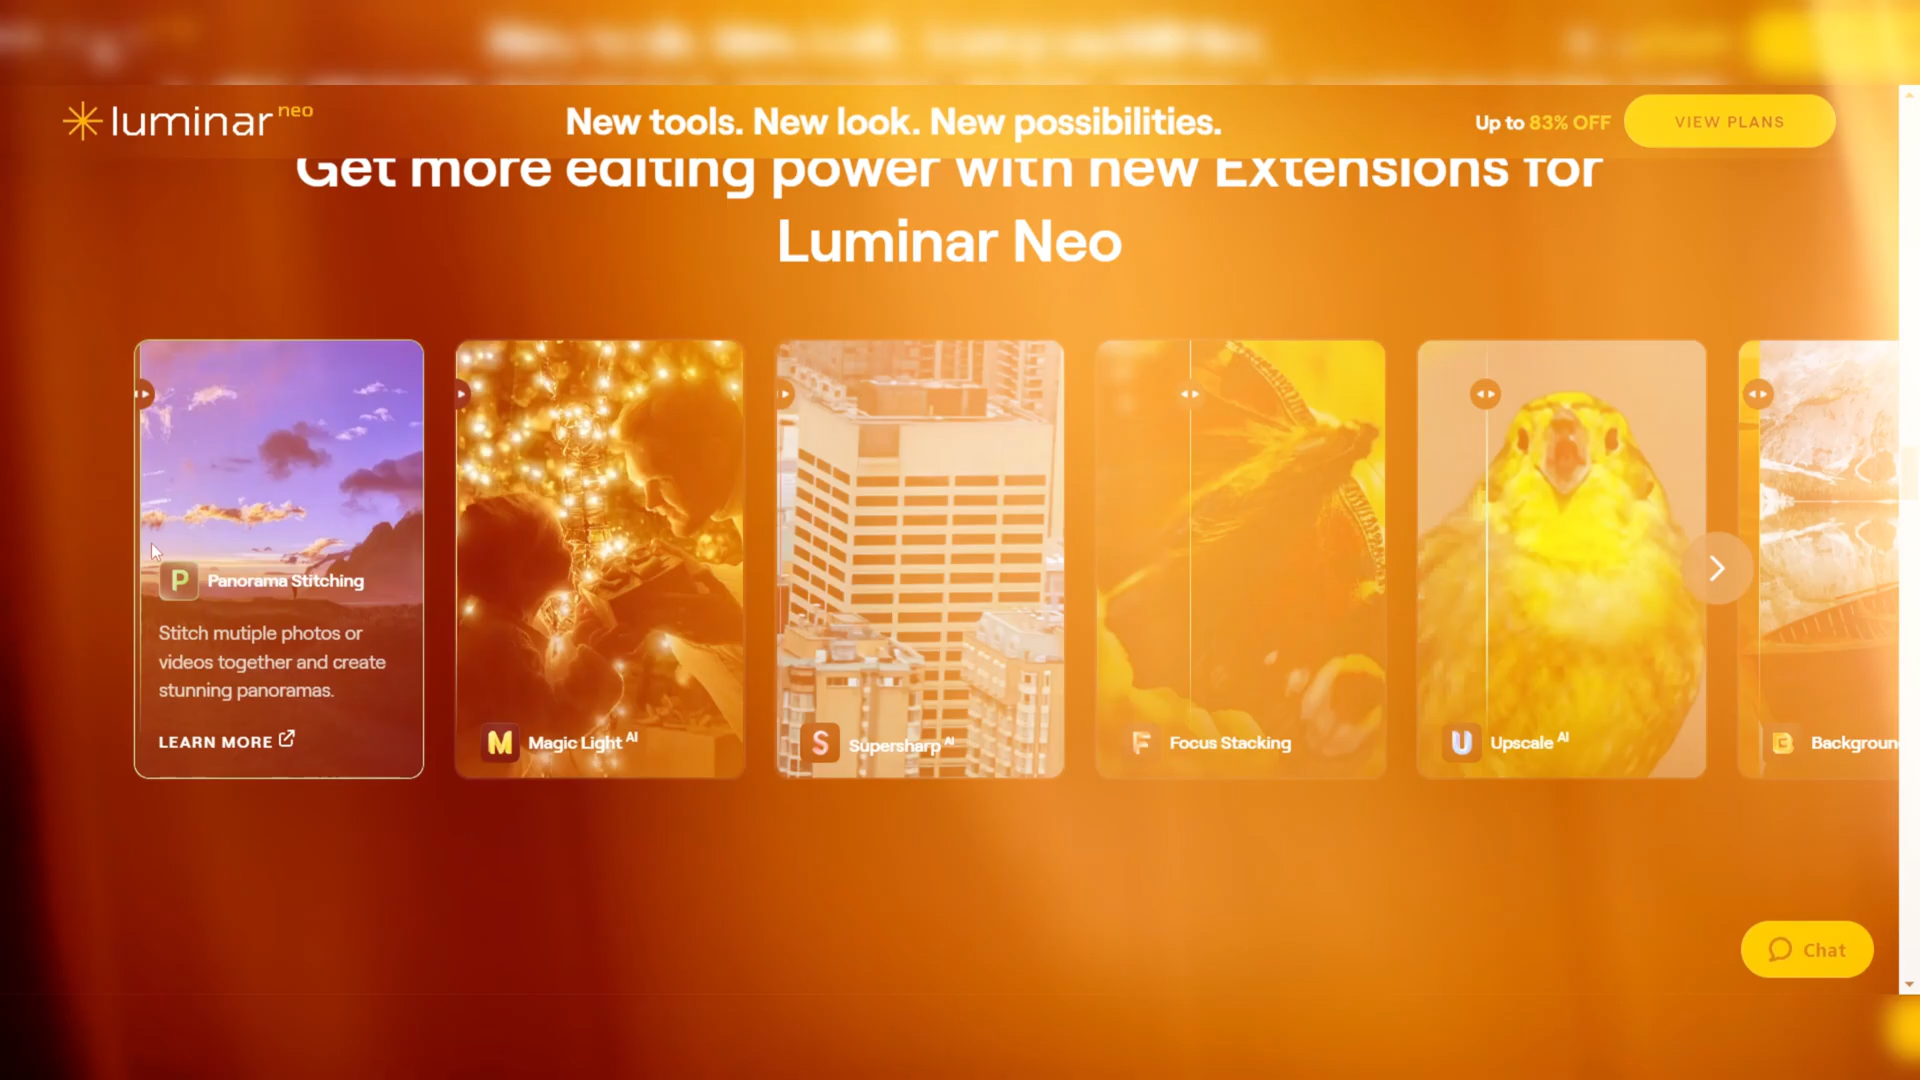 luminar neo
New tools. New look. New possibilities.
Up to 83% OFF
VIEW PLANS
Get more editing power with new Extensions for
Luminar Neo
P Panorama Stitching
Stitch mutiple photos or
videos together and create
stunning panoramas.
LEARN MORE
M Magic Light AI
S Supersharp AI
F Focus Stacking
U Upscale AI
B Backgroun
Chat